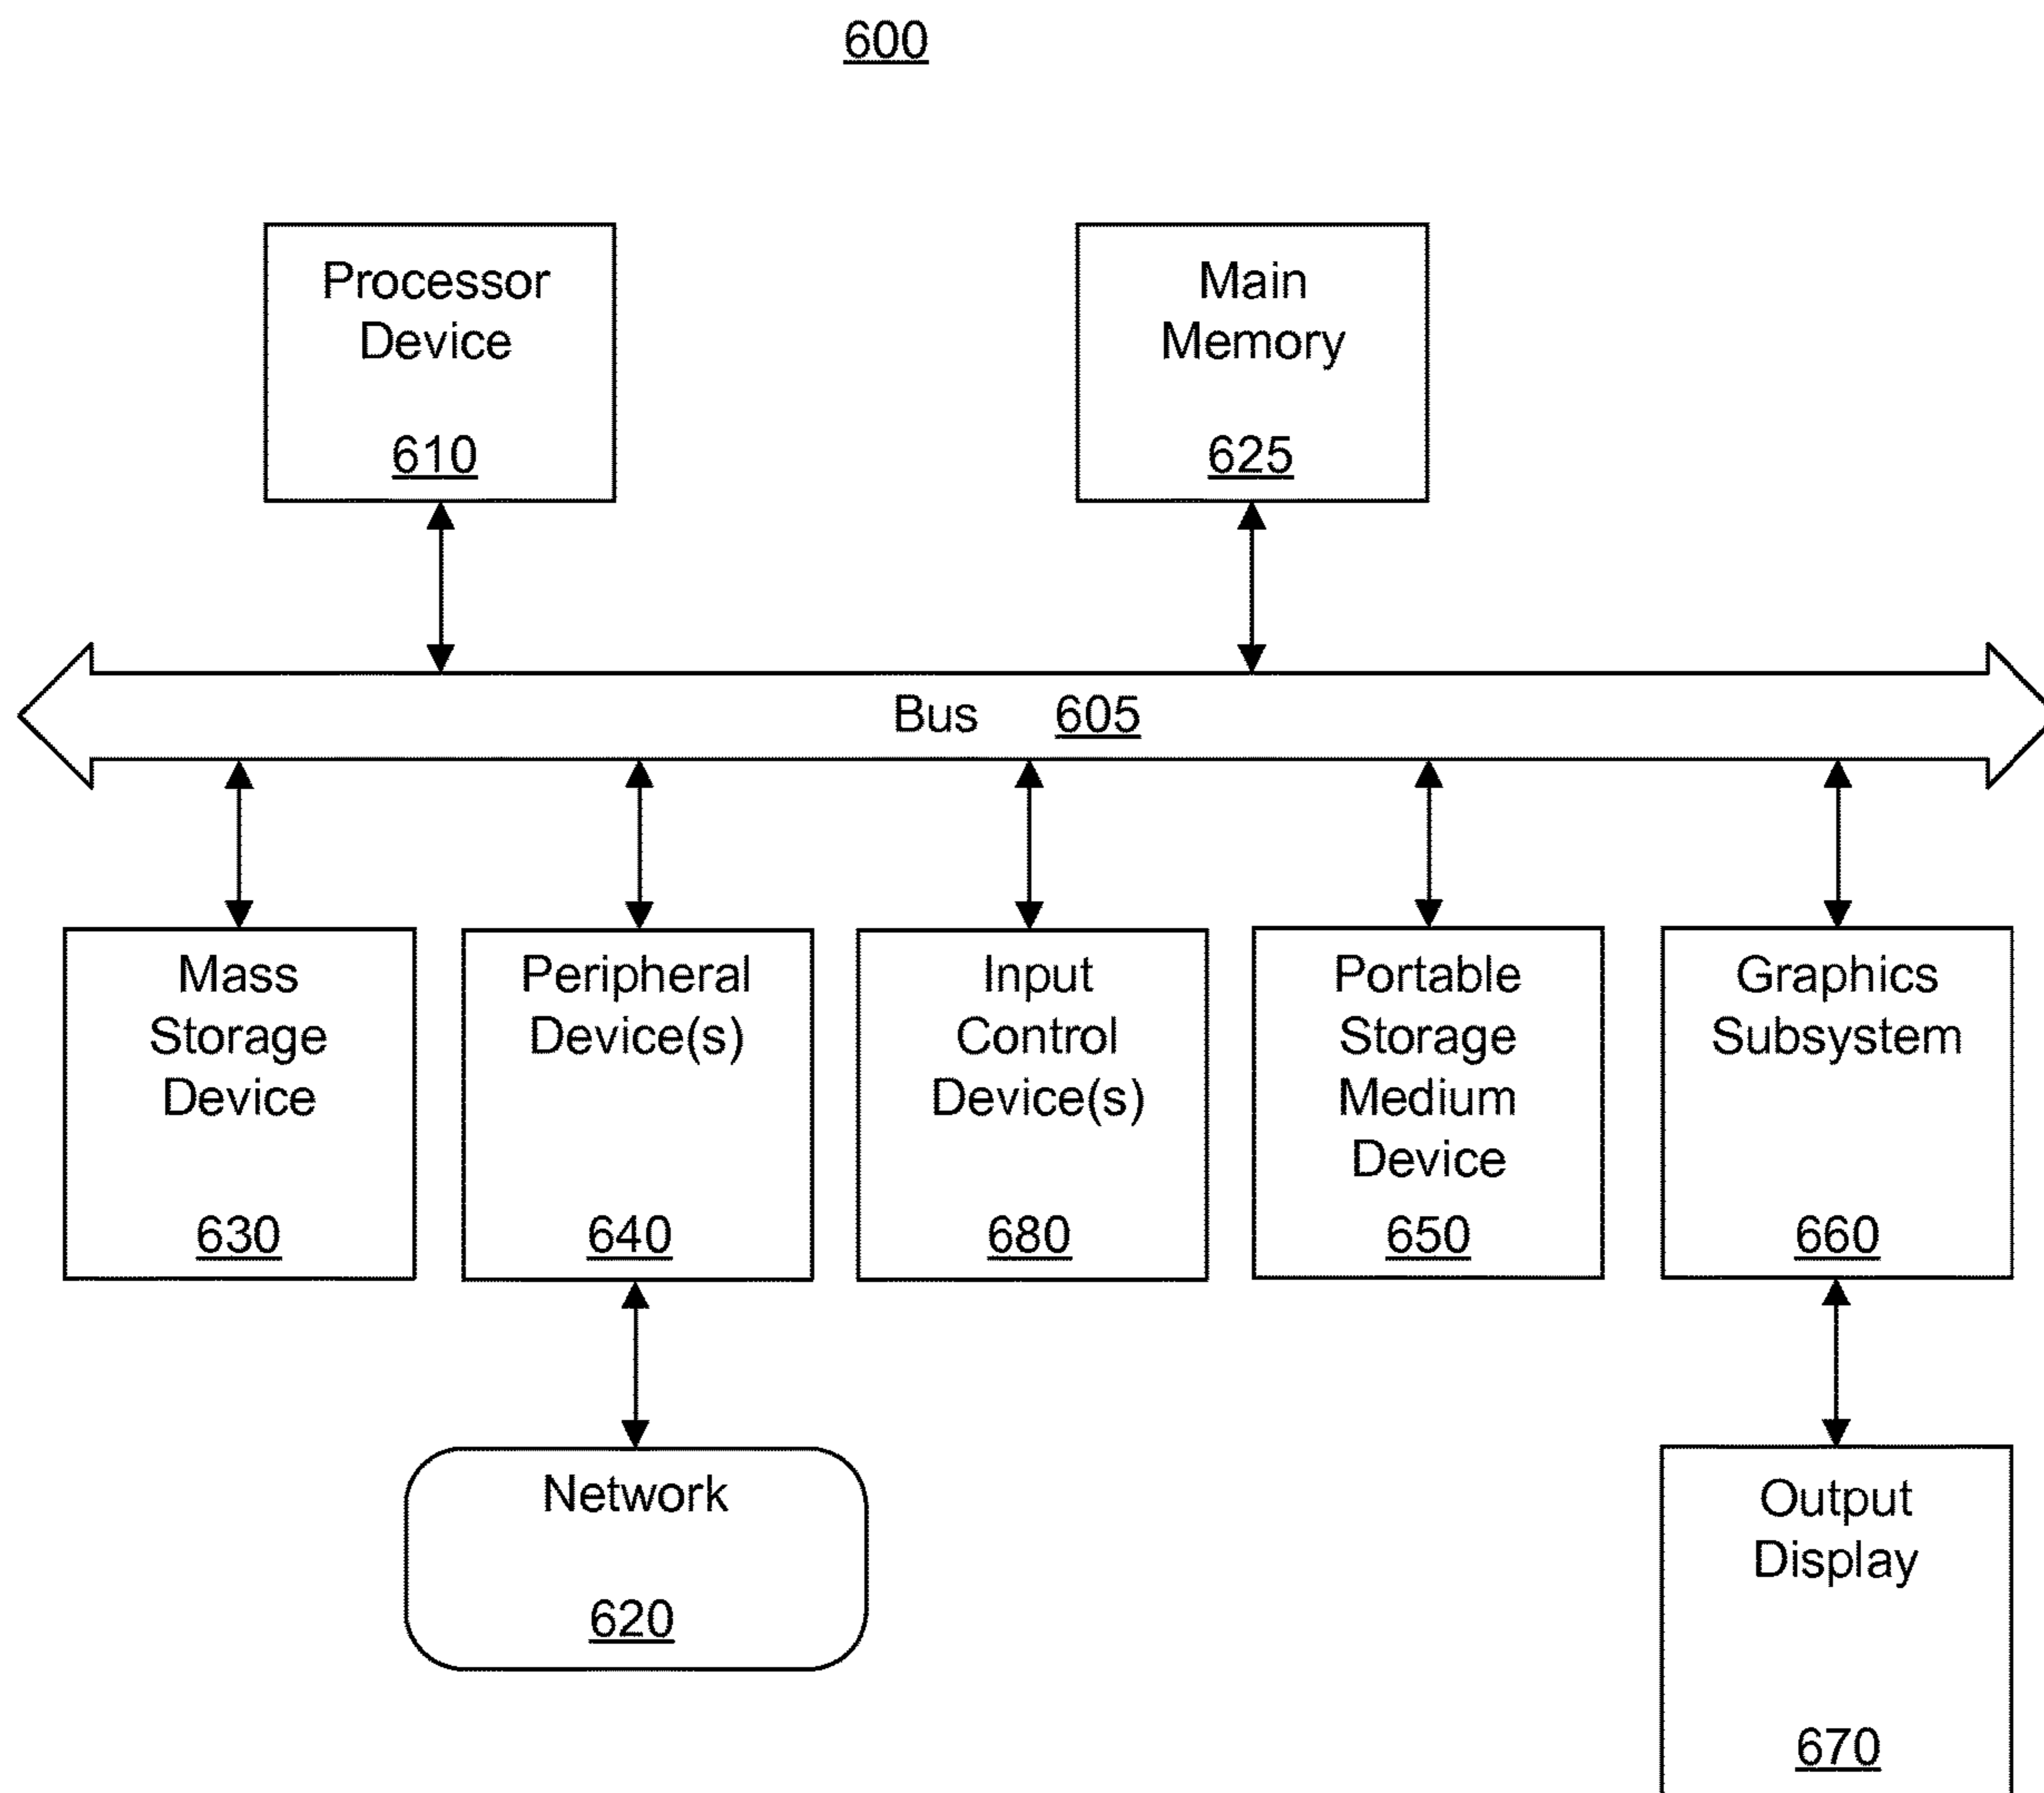 600
Processor
Device
610
Main
Memory
625
Bus 605
Mass
Storage
Device
630
Peripheral
Device(s)
640
Input
Control
Device(s)
680
Portable
Storage
Medium
Device
650
Graphics
Subsystem
660
Network
620
Output
Display
670